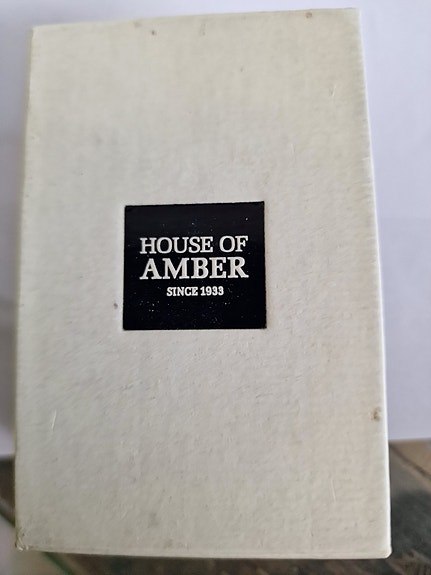 HOUSE OF
AMBER
SINCE 1933